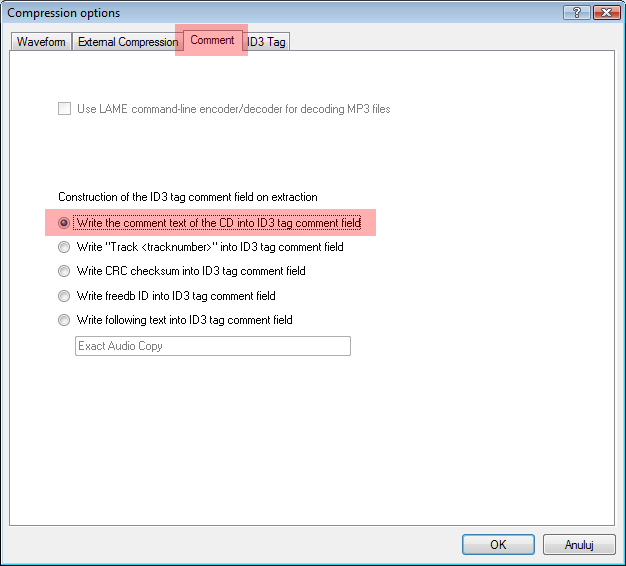 Compression options
Waveform External Compression Comment ID3 Tag
Use LAME command-line encoder/decoder for decoding MP3 files
Construction of the ID3 tag comment field on extraction
Write the comment text of the CD into ID3 tag comment field
Write "Track <tracknumber>" into ID3 tag comment field
Write CRC checksum into ID3 tag comment field
Write freedb ID into ID3 tag comment field
Write following text into ID3 tag comment field
Exact Audio Copy
OK Anuluj